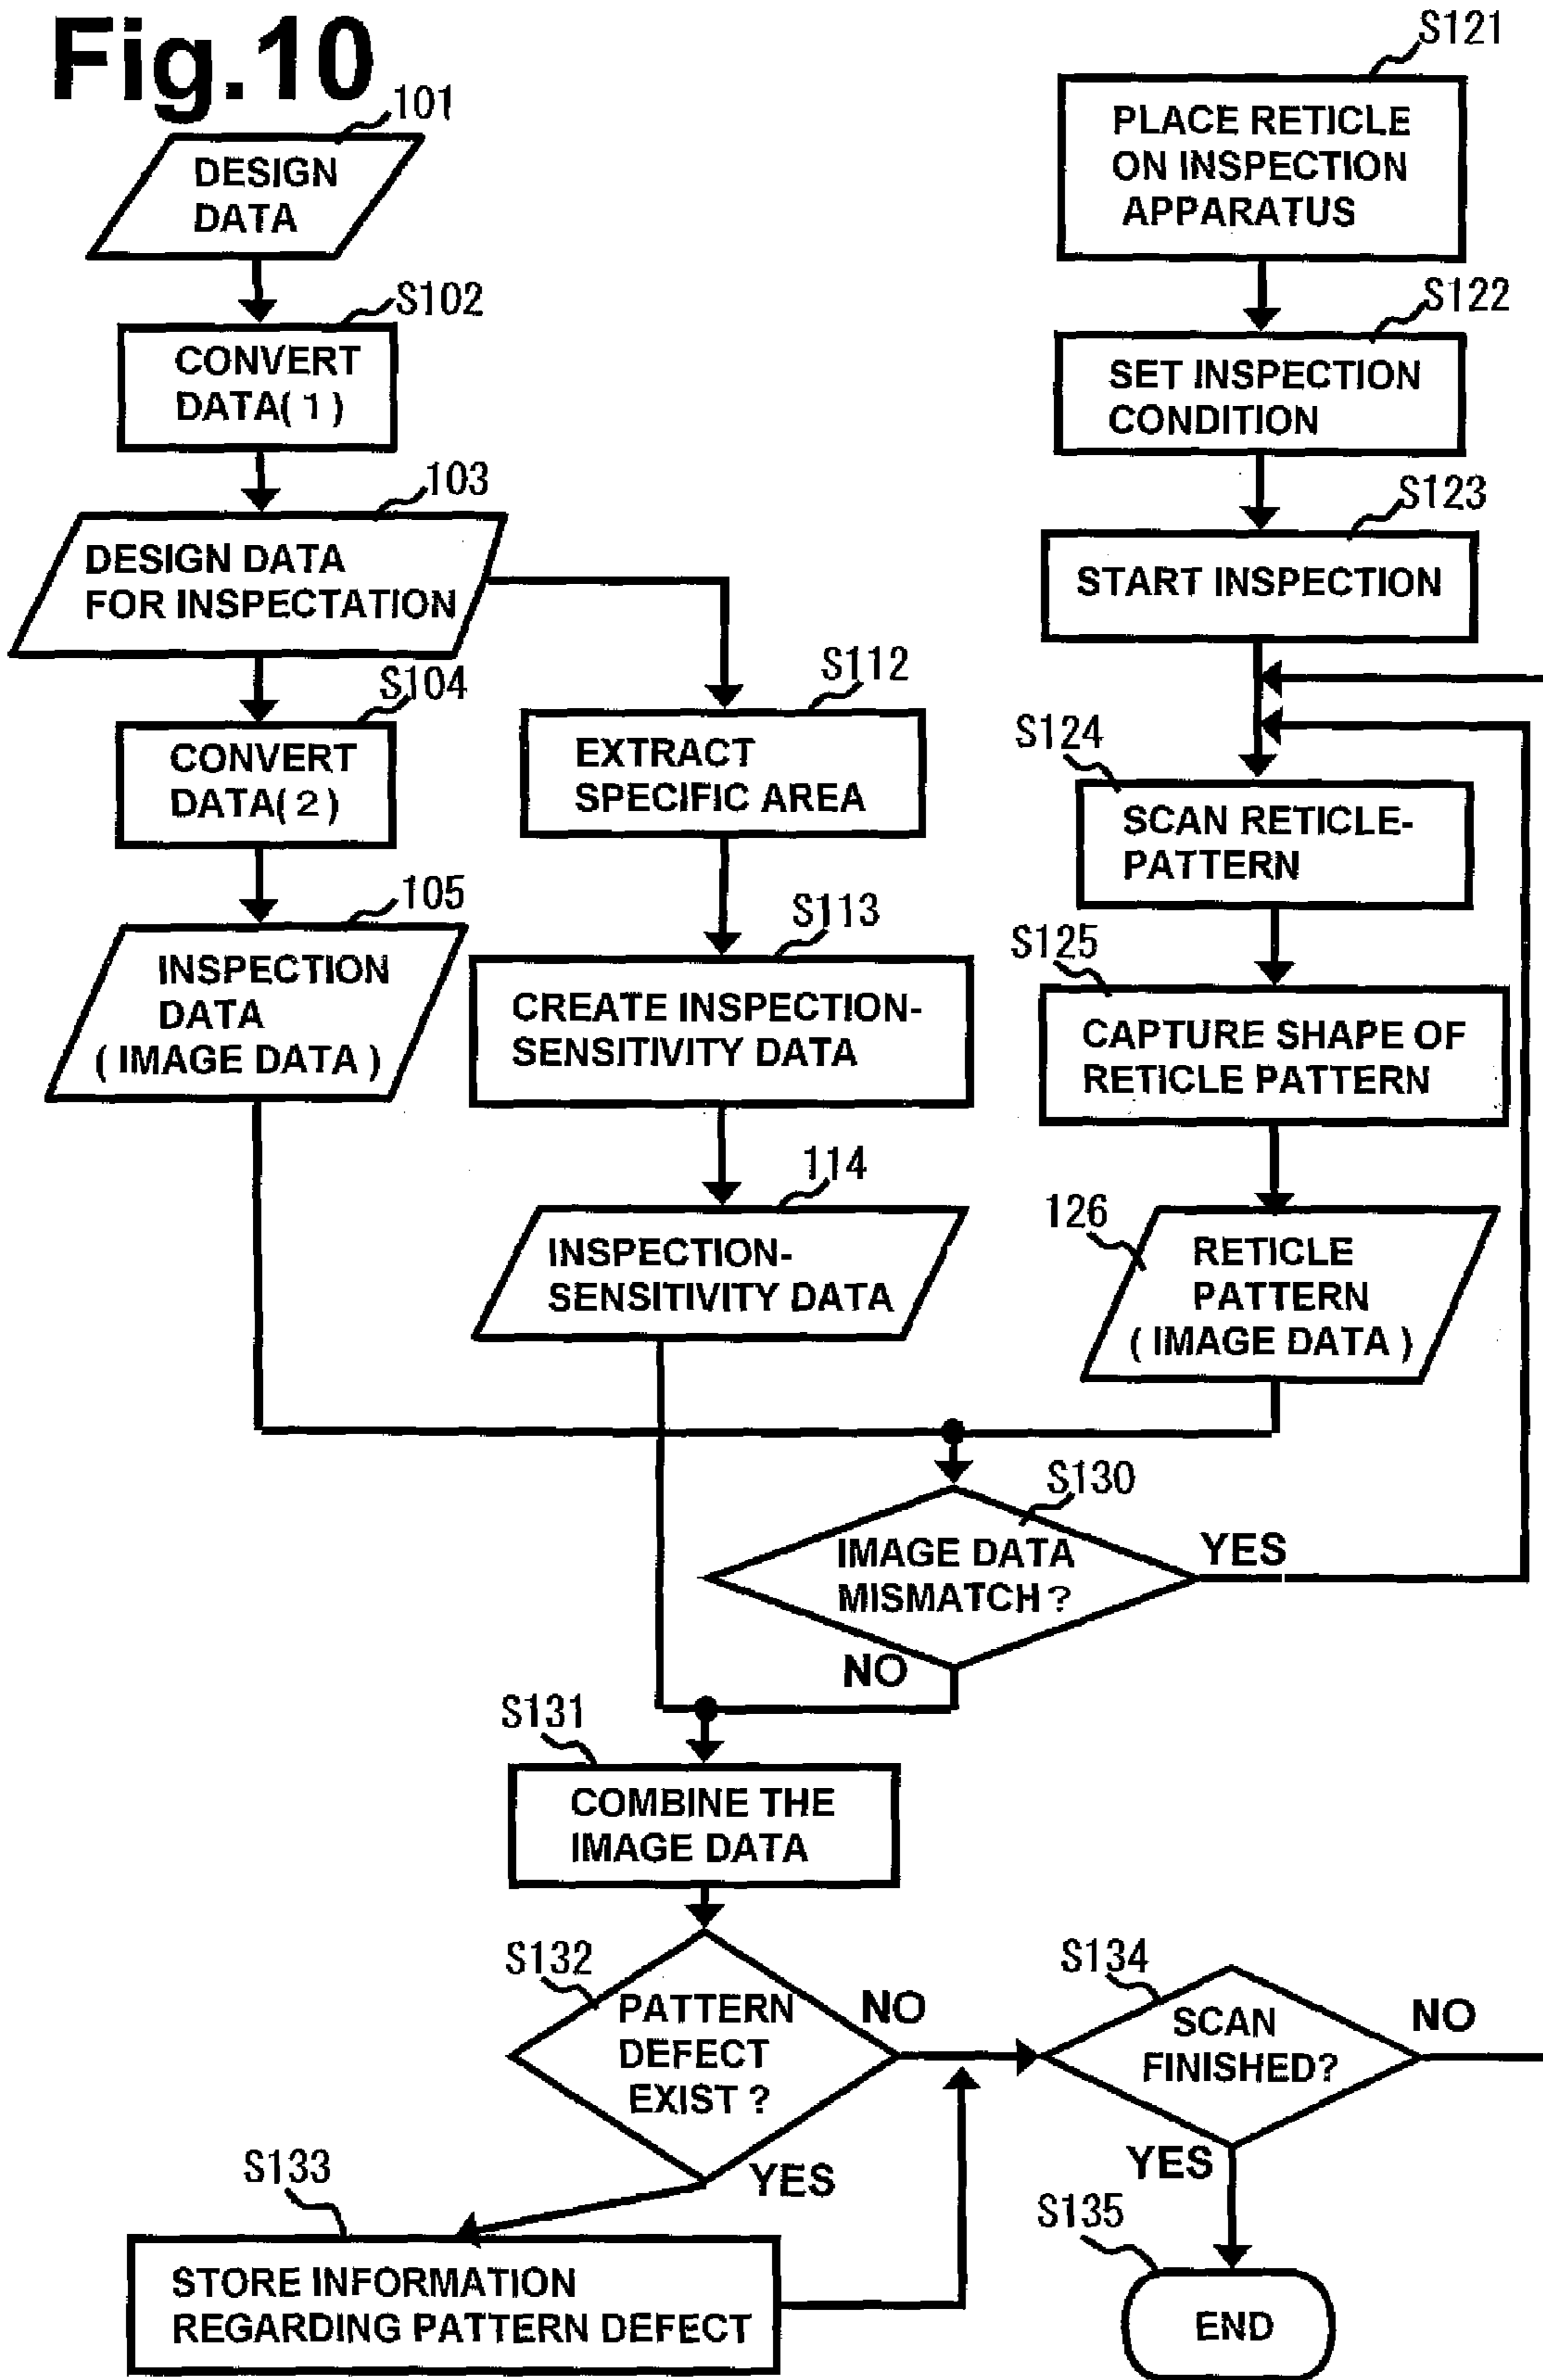 Fig.10
101
DESIGN
DATA
S102
CONVERT
DATA(1)
103
DESIGN DATA
FOR INSPECTATION
S104
CONVERT
DATA(2)
105
INSPECTION
DATA
(IMAGE DATA)
S112
EXTRACT
SPECIFIC AREA
S113
CREATE INSPECTION-
SENSITIVITY DATA
114
INSPECTION-
SENSITIVITY DATA
S121
PLACE RETICLE
ON INSPECTION
APPARATUS
S122
SET INSPECTION
CONDITION
S123
START INSPECTION
S124
SCAN RETICLE-
PATTERN
S125
CAPTURE SHAPE OF
RETICLE PATTERN
126
RETICLE
PATTERN
(IMAGE DATA)
S130
IMAGE DATA
MISMATCH?
YES
NO
S131
COMBINE THE
IMAGE DATA
S132
PATTERN
DEFECT
EXIST?
NO
YES
S133
STORE INFORMATION
REGARDING PATTERN DEFECT
S134
SCAN
FINISHED?
NO
YES
S135
END